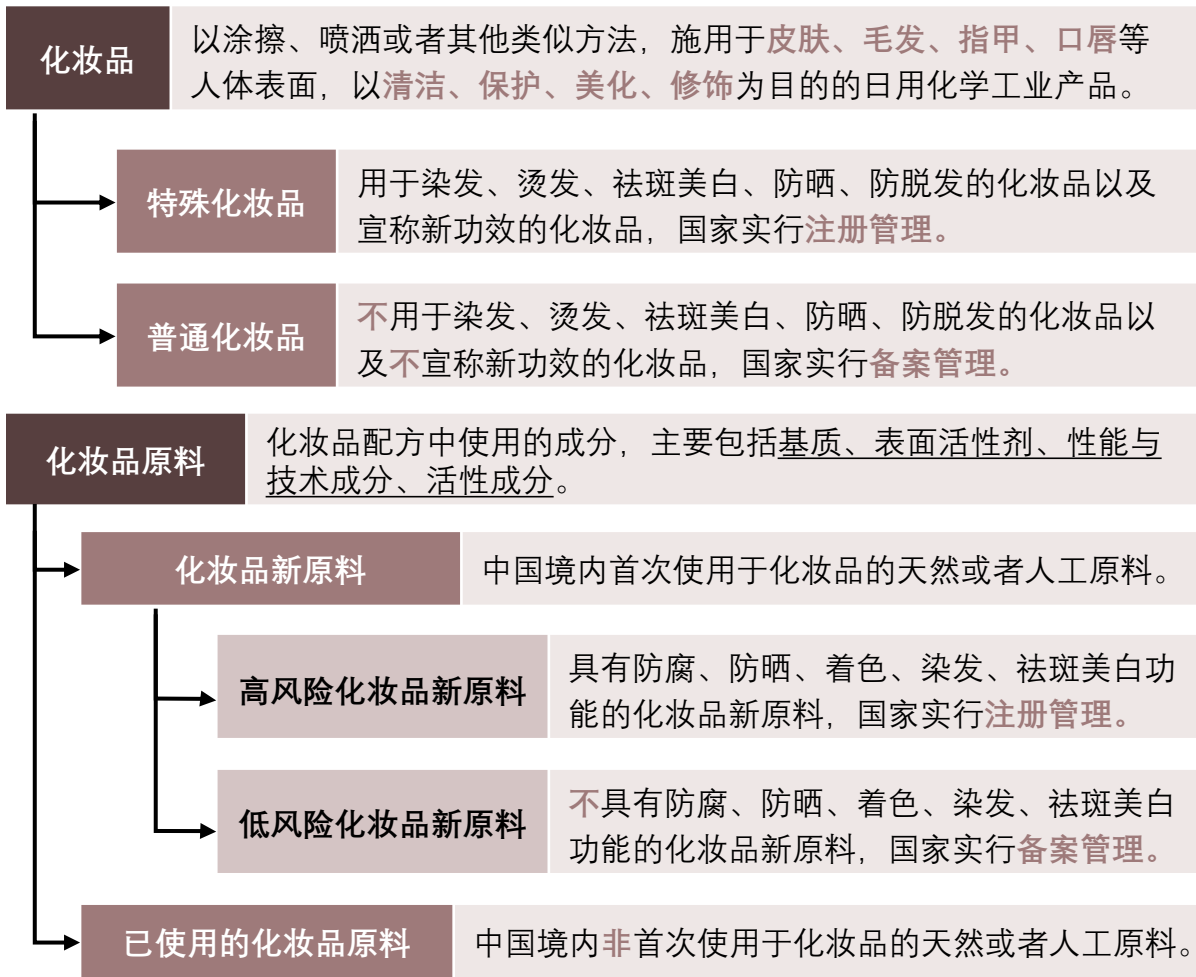 化妆品
以涂擦、喷洒或者其他类似方法，施用于皮肤、毛发、指甲、口唇等
人体表面，以清洁、保护、美化、修饰为目的的日用化学工业产品。
特殊化妆品
用于染发、烫发、祛斑美白、防晒、防脱发的化妆品以及
宣称新功效的化妆品，国家实行注册管理。
普通化妆品
不用于染发、烫发、祛斑美白、防晒、防脱发的化妆品以
及不宣称新功效的化妆品，国家实行备案管理。
化妆品原料
化妆品配方中使用的成分，主要包括基质、表面活性剂、性能与
技术成分、活性成分。
化妆品新原料
中国境内首次使用于化妆品的天然或者人工原料。
高风险化妆品新原料
具有防腐、防晒、着色、染发、祛斑美白功
能的化妆品新原料，国家实行注册管理。
低风险化妆品新原料
不具有防腐、防晒、着色、染发、祛斑美白
功能的化妆品新原料，国家实行备案管理。
已使用的化妆品原料
中国境内非首次使用于化妆品的天然或者人工原料。